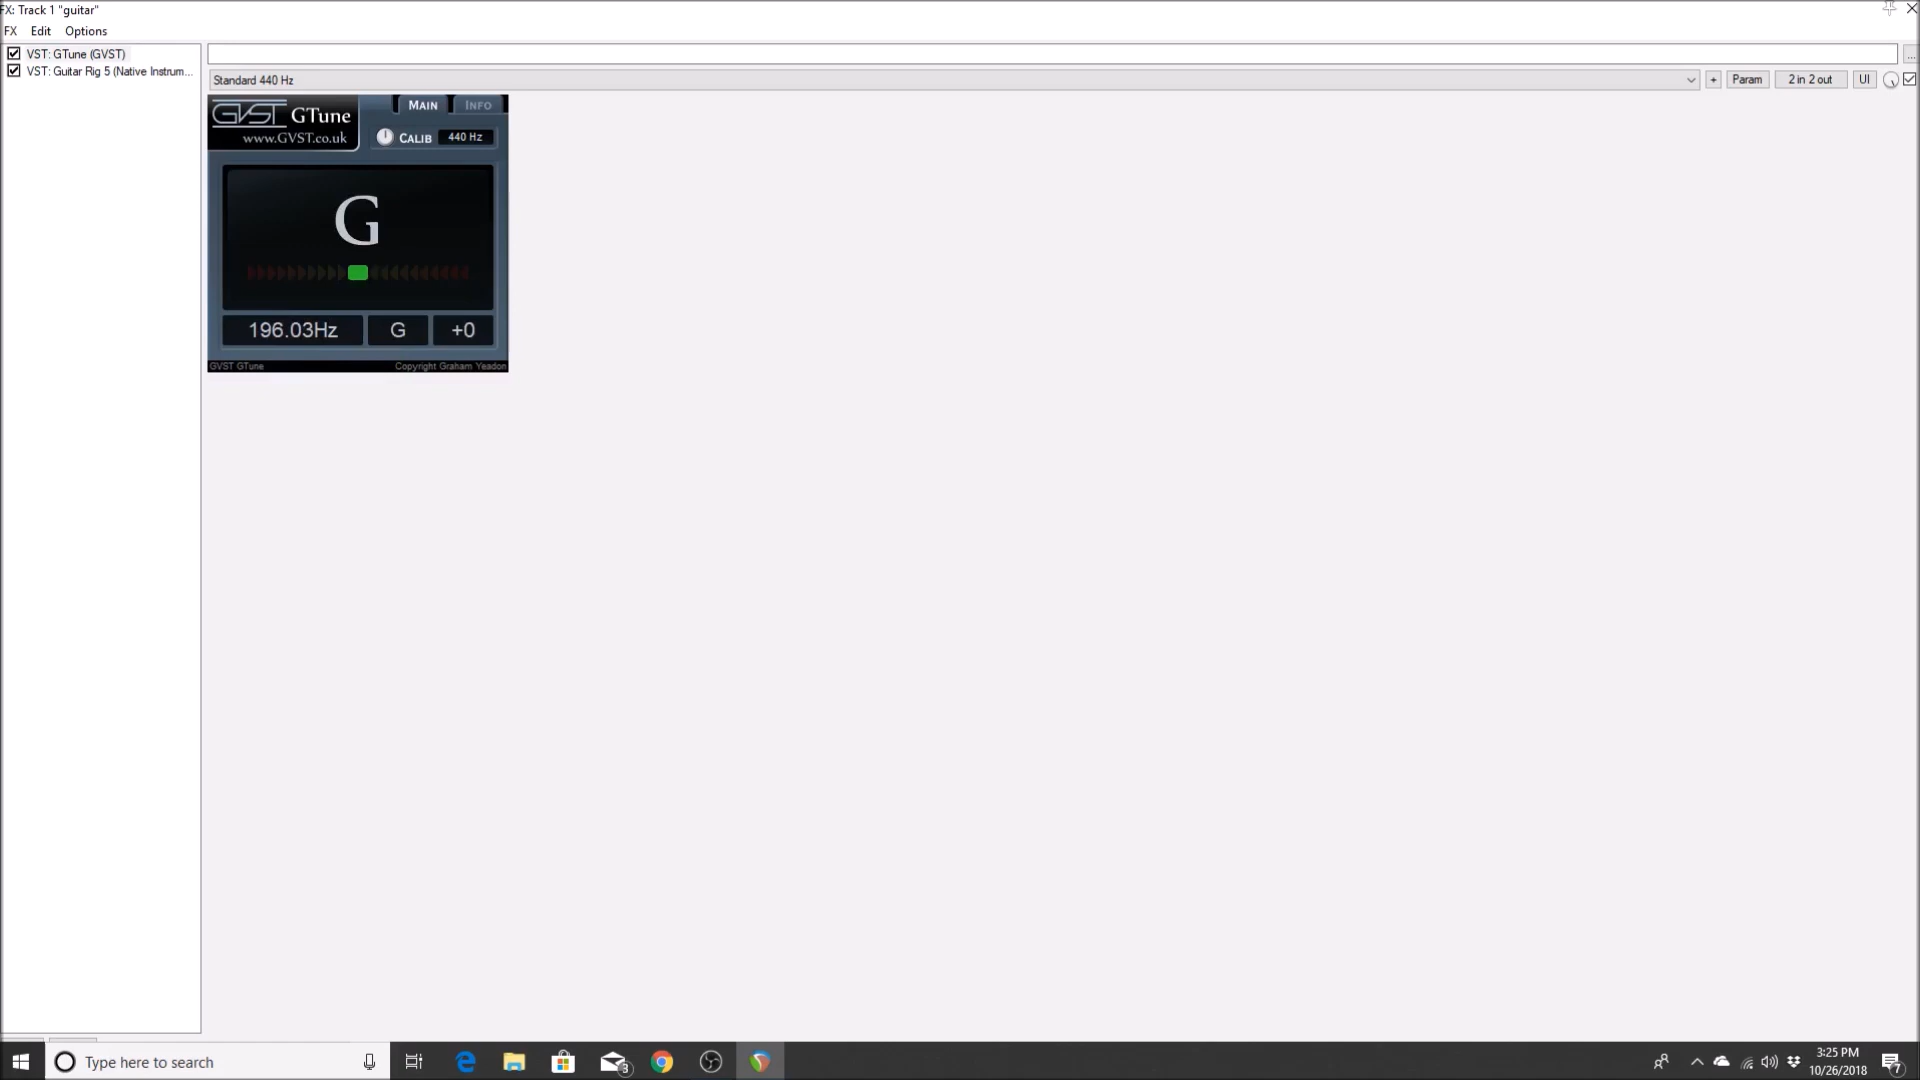 FX: Track 1 "guitar"
FX Edit Options
VST: GTune (GVST)
VST: Guitar Rig 5 (Native Instrum...
...
Standard 440 Hz
+ Param 2 in 2 out UI
GVST GTune
www.GVST.co.uk
MAIN INFO
CALIB 440 Hz
G
196.03Hz G +0
GVST GTune Copyright Graham Yeadon
Type here to search
3
3:25 PM
10/26/2018
7